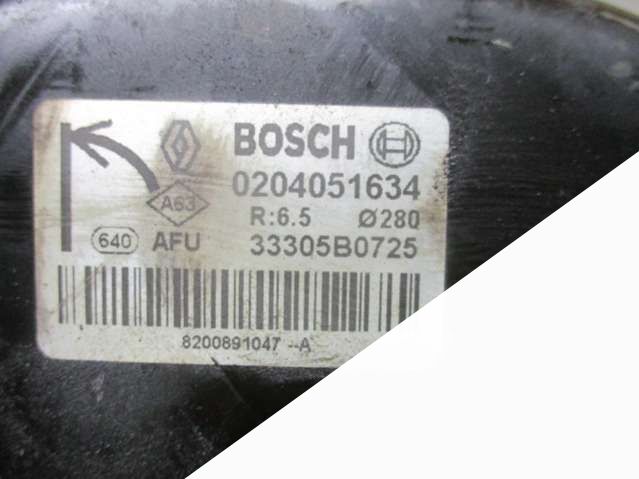 BOSCH
0204051634
A63
R:6.5 Ø280
640 AFU 33305B0725
8200891047 --A